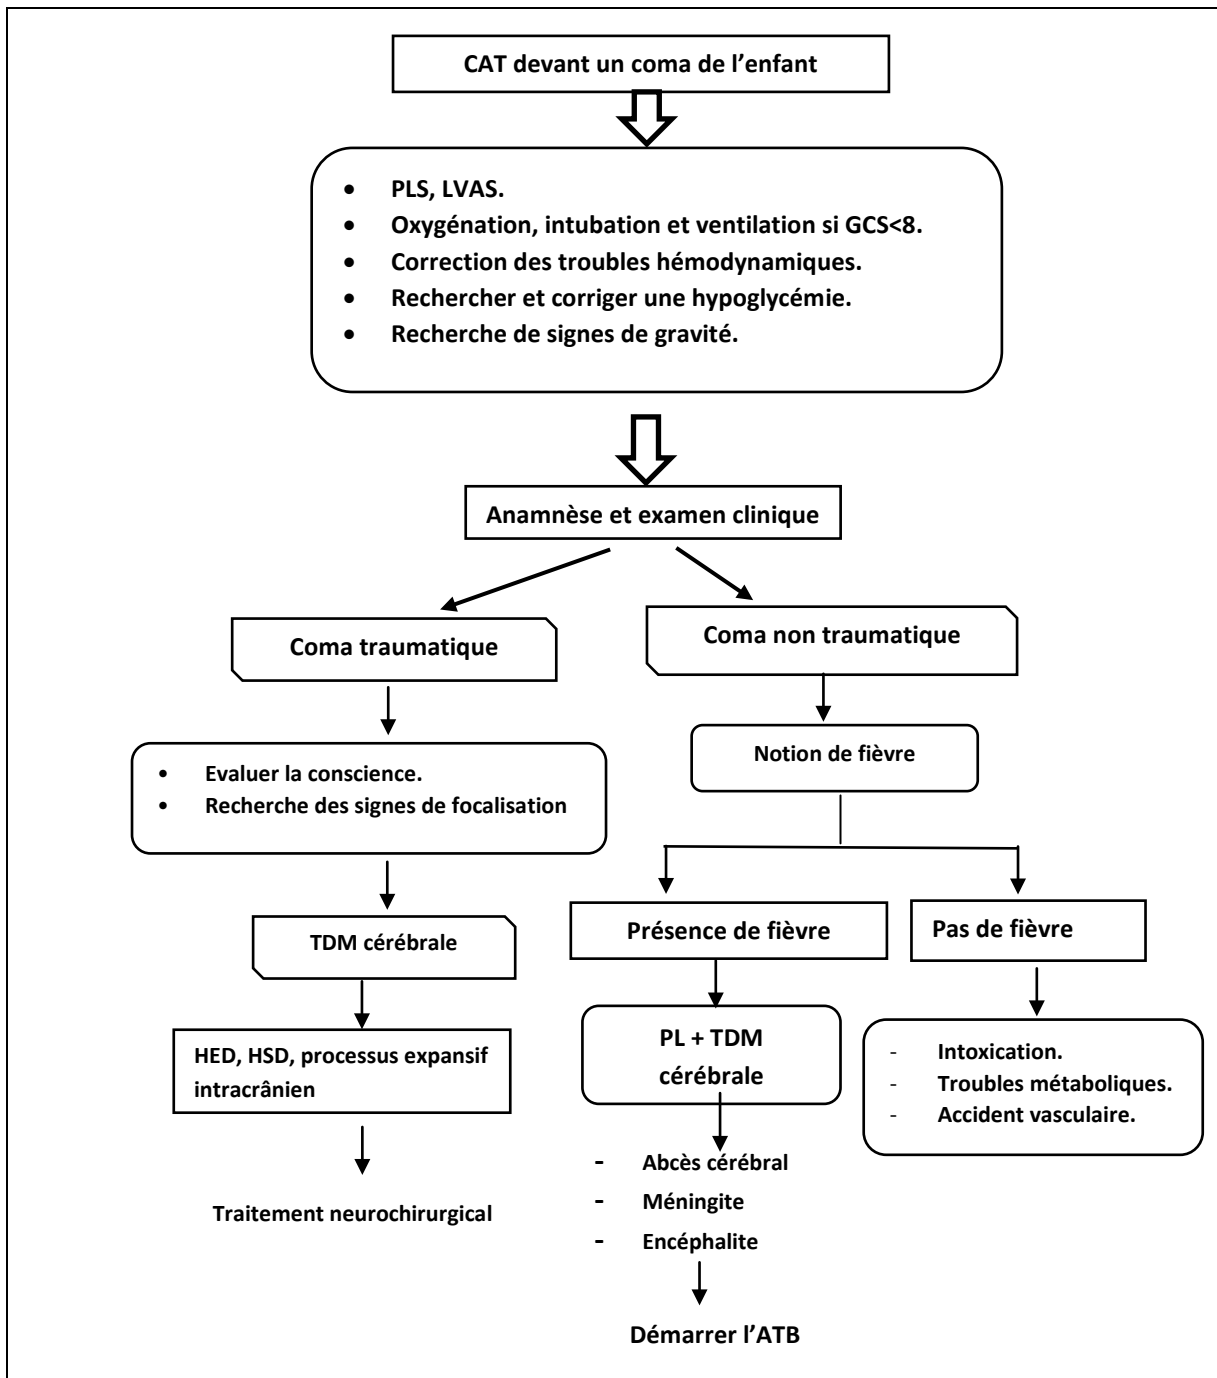 CAT devant un coma de l’enfant
• PLS, LVAS.
• Oxygénation, intubation et ventilation si GCS<8.
• Correction des troubles hémodynamiques.
• Rechercher et corriger une hypoglycémie.
• Recherche de signes de gravité.
Anamnèse et examen clinique
Coma traumatique
Coma non traumatique
• Evaluer la conscience.
• Recherche des signes de focalisation
Notion de fièvre
TDM cérébrale
Présence de fièvre
Pas de fièvre
HED, HSD, processus expansif
intracrânien
PL + TDM
cérébrale
- Intoxication.
- Troubles métaboliques.
- Accident vasculaire.
Traitement neurochirurgical
- Abcès cérébral
- Méningite
- Encéphalite
Démarrer l’ATB